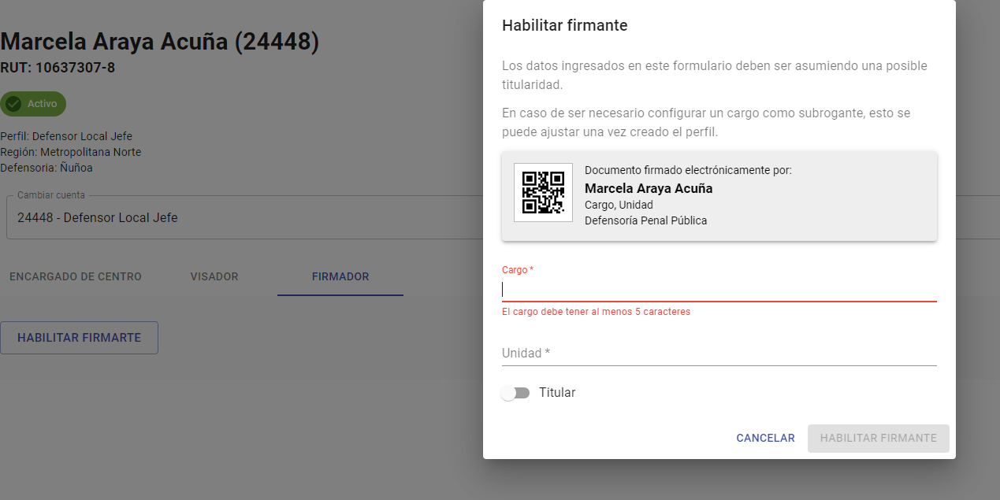 Marcela Araya Acuña (24448)
RUT: 10637307-8
Activo
Perfil: Defensor Local Jefe
Región: Metropolitana Norte
Defensoria: Ñuñoa
Cambiar cuenta
24448 - Defensor Local Jefe
ENCARGADO DE CENTRO
VISADOR
FIRMADOR
HABILITAR FIRMARTE
Habilitar firmante
Los datos ingresados en este formulario deben ser asumiendo una posible
titularidad.
En caso de ser necesario configurar un cargo como subrogante, esto se
puede ajustar una vez creado el perfil.
Documento firmado electrónicamente por:
Marcela Araya Acuña
Cargo, Unidad
Defensoría Penal Pública
Cargo *
El cargo debe tener al menos 5 caracteres
Unidad *
Titular
CANCELAR
HABILITAR FIRMANTE